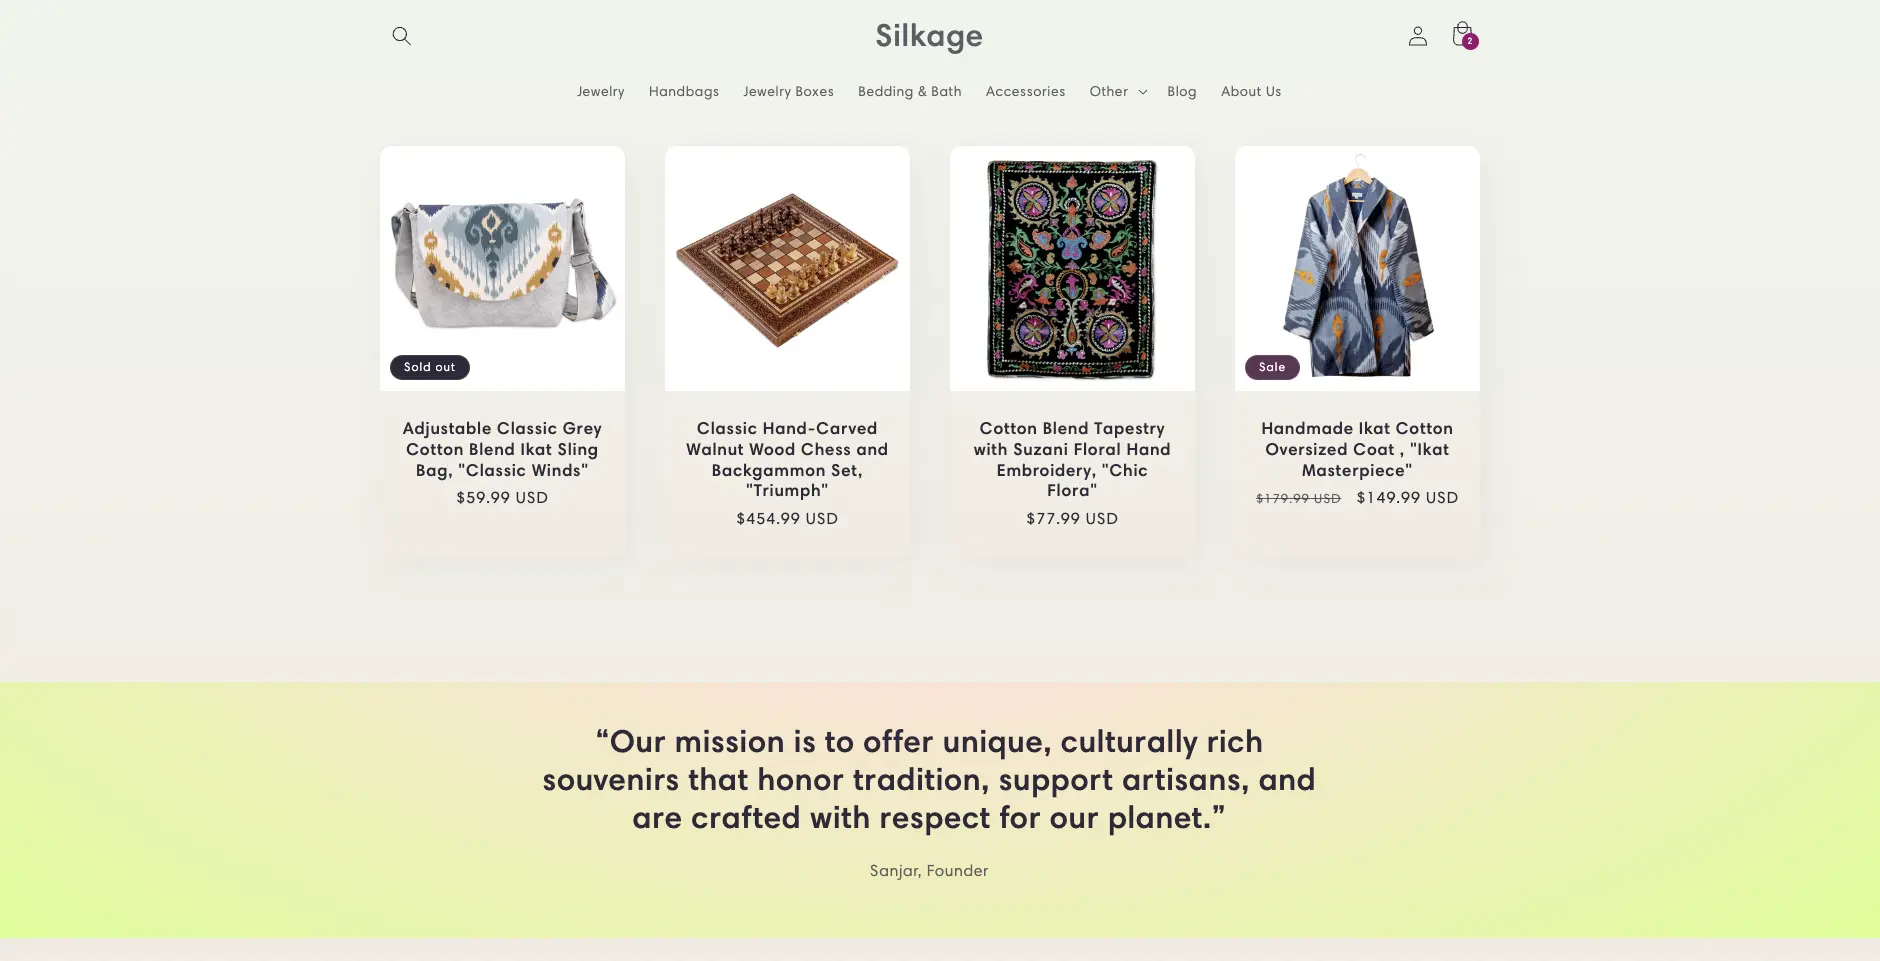 Silkage
2
Jewelry
Handbags
Jewelry Boxes
Bedding & Bath
Accessories
Other
Blog
About Us
Sold out
Adjustable Classic Grey
Cotton Blend Ikat Sling
Bag, "Classic Winds"
$59.99 USD
Classic Hand-Carved
Walnut Wood Chess and
Backgammon Set,
"Triumph"
$454.99 USD
Cotton Blend Tapestry
with Suzani Floral Hand
Embroidery, "Chic
Flora"
$77.99 USD
Sale
Handmade Ikat Cotton
Oversized Coat , "Ikat
Masterpiece"
$179.99 USD $149.99 USD
“Our mission is to offer unique, culturally rich
souvenirs that honor tradition, support artisans, and
are crafted with respect for our planet.”
Sanjar, Founder